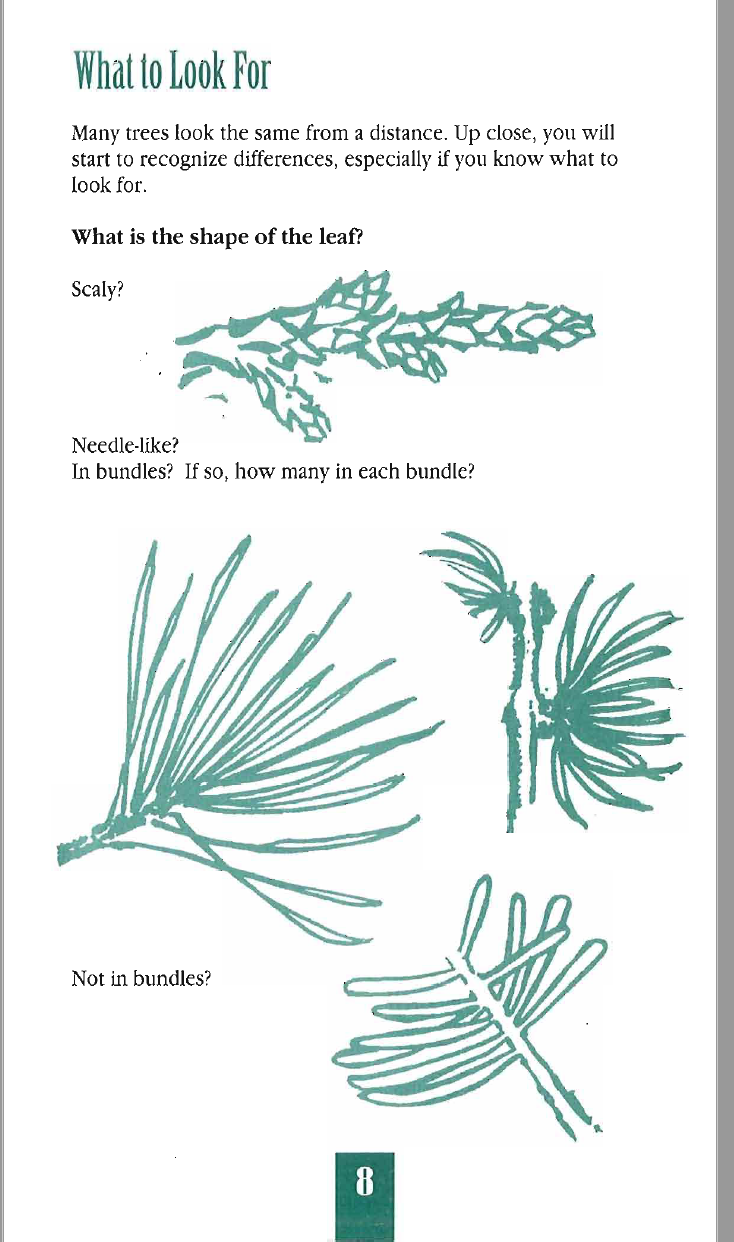 What to Look For
Many trees look the same from a distance. Up close, you will
start to recognize differences, especially if you know what to
look for.
What is the shape of the leaf?
Scaly?
Needle-like?
In bundles? If so, how many in each bundle?
Not in bundles?
8